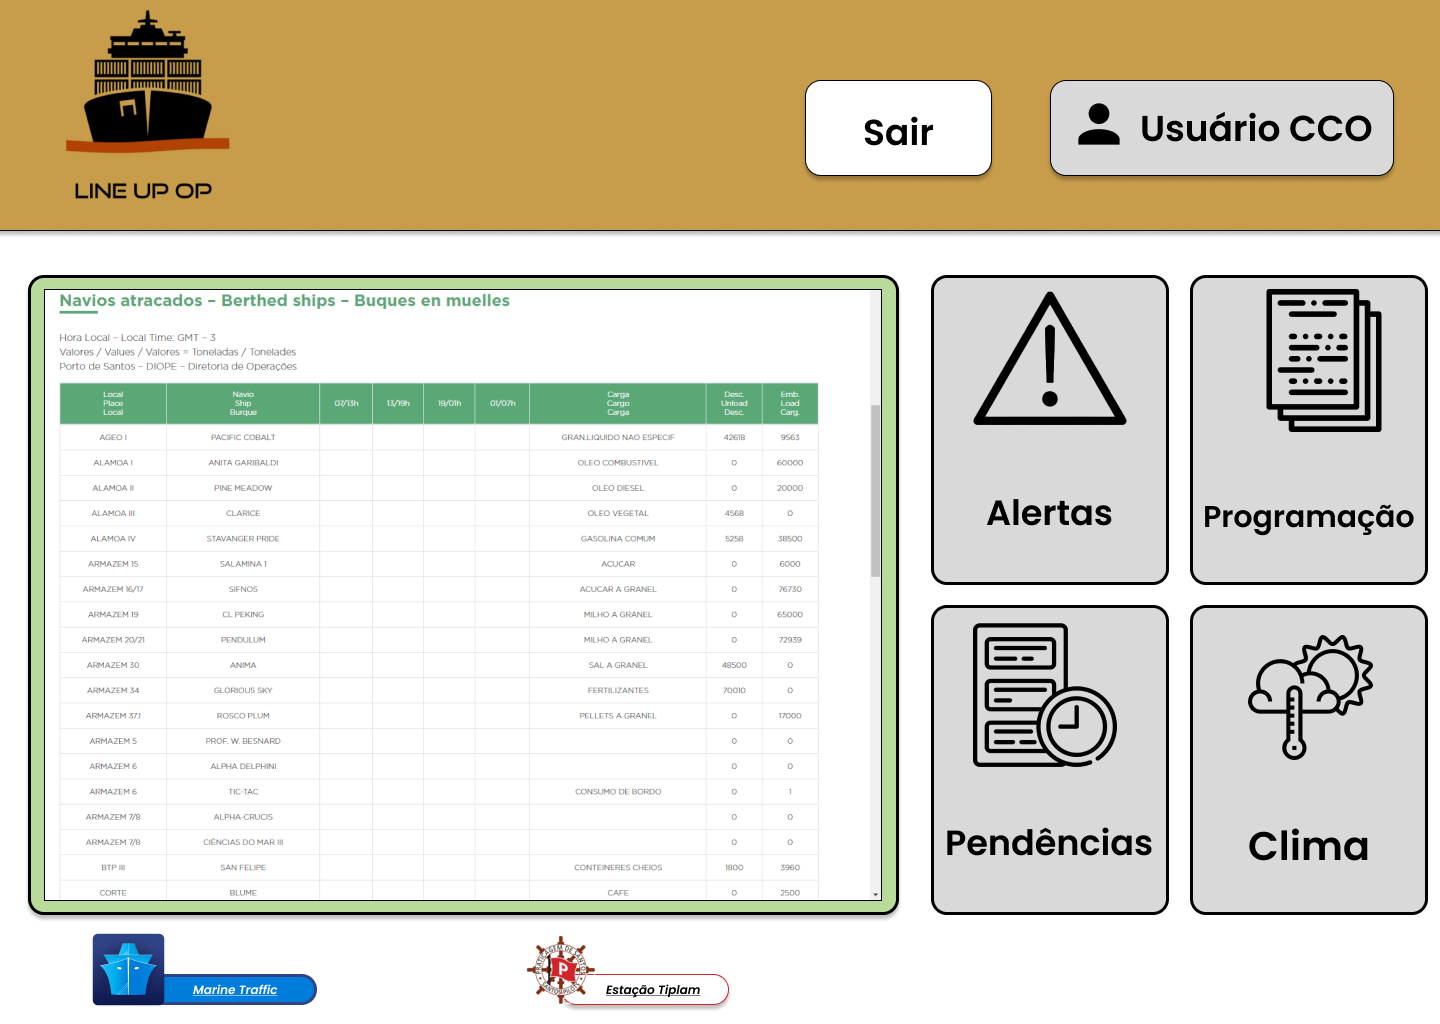 LINE UP OP
Sair
Usuário CCO
Navios atracados – Berthed ships – Buques en muelles
Hora Local – Local Time: GMT – 3
Valores / Values / Valores = Toneladas / Tonelades
Porto de Santos – DIOPE – Diretoria de Operações
Local Navio Carga Desc. Emb.
Place Ship 07/13h 13/19h 19/01h 01/07h Cargo Unload Load
Local Burque Carga Desc. Carg.
AGEO I PACIFIC COBALT GRAN.LIQUIDO NAO ESPECIF 42618 9563
ALAMOA I ANITA GARIBALDI OLEO COMBUSTIVEL 0 60000
ALAMOA II PINE MEADOW OLEO DIESEL 0 20000
ALAMOA III CLARICE OLEO VEGETAL 4568 0
ALAMOA IV STAVANGER PRIDE GASOLINA COMUM 5258 38500
ARMAZEM 15 SALAMINA 1 ACUCAR 0 6000
ARMAZEM 16/17 SIFNOS ACUCAR A GRANEL 0 76730
ARMAZEM 19 CL PEKING MILHO A GRANEL 0 65000
ARMAZEM 20/21 PENDULUM MILHO A GRANEL 0 72939
ARMAZEM 30 ANIMA SAL A GRANEL 48500 0
ARMAZEM 34 GLORIOUS SKY FERTILIZANTES 70010 0
ARMAZEM 37.1 ROSCO PLUM PELLETS A GRANEL 0 17000
ARMAZEM 5 PROF. W. BESNARD 0 0
ARMAZEM 6 ALPHA DELPHINI 0 0
ARMAZEM 6 TIC-TAC CONSUMO DE BORDO 0 1
ARMAZEM 7/8 ALPHA-CRUCIS 0 0
ARMAZEM 7/8 CIÊNCIAS DO MAR III 0 0
BTP III SAN FELIPE CONTEINERES CHEIOS 1800 3960
CORTE BLUME CAFE 0 2500
Alertas
Programação
Pendências
Clima
Marine Traffic
P
Estação Tiplam